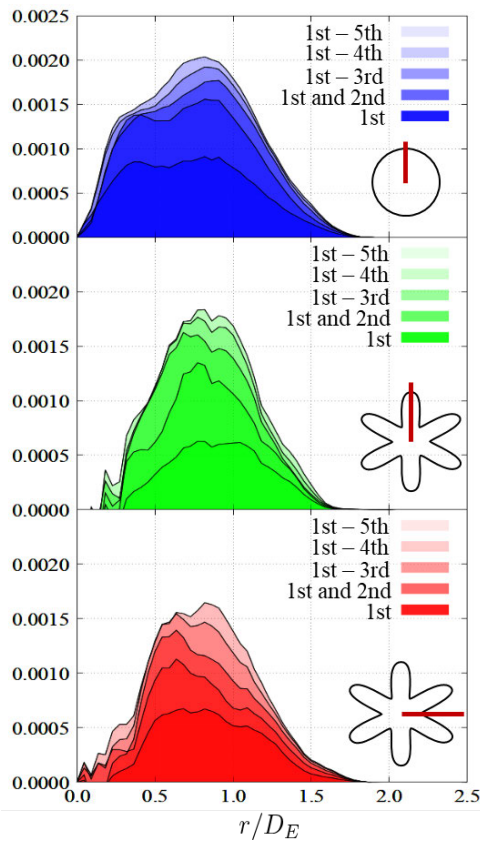 0.0025
1st – 5th
1st – 4th
0.0020
1st – 3rd
1st and 2nd
0.0015
1st
0.0010
0.0005
0.0000
1st – 5th
1st – 4th
0.0020
1st – 3rd
1st and 2nd
0.0015
1st
0.0010
0.0005
0.0000
1st – 5th
1st – 4th
0.0020
1st – 3rd
1st and 2nd
0.0015
1st
0.0010
0.0005
0.0000
0.0 0.5 1.0 1.5 2.0 2.5
r/D_E